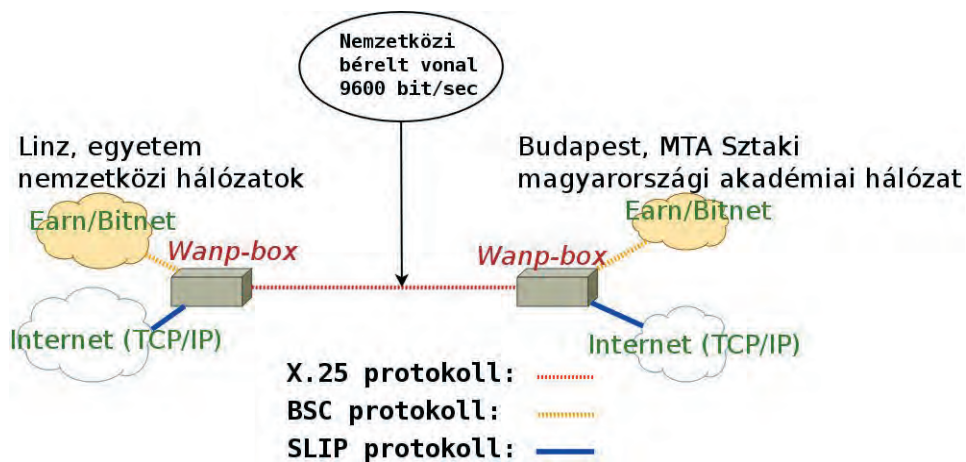 Nemzetközi
bérelt vonal
9600 bit/sec
Linz, egyetem
nemzetközi hálózatok
Budapest, MTA Sztaki
magyarországi akadémiai hálózat
Earn/Bitnet
Earn/Bitnet
Wanp-box
Wanp-box
Internet (TCP/IP)
Internet (TCP/IP)
X.25 protokoll:
BSC protokoll:
SLIP protokoll: